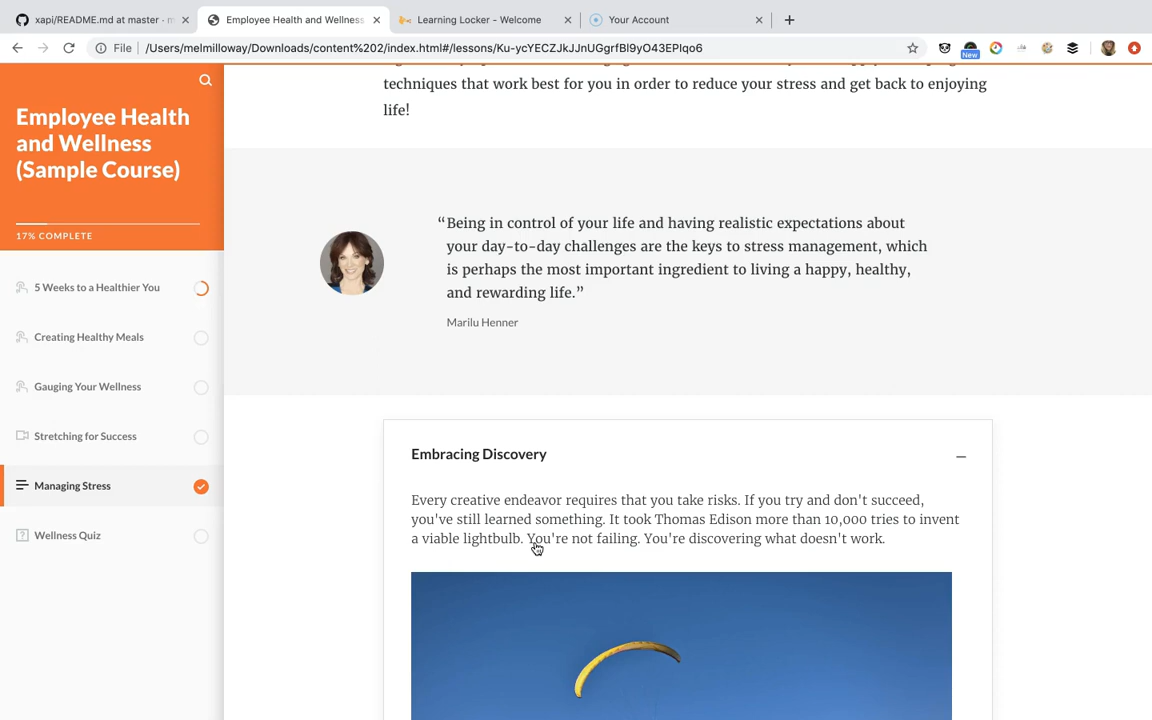 xapi/README.md at master · m
Employee Health and Wellness
Learning Locker - Welcome
Your Account
File
/Users/melmilloway/Downloads/content%202/index.html#/lessons/Ku-ycYECZJkJJnUGgrfBl9yO43EPlqo6
New
Employee Health
and Wellness
(Sample Course)
17% COMPLETE
5 Weeks to a Healthier You
Creating Healthy Meals
Gauging Your Wellness
Stretching for Success
Managing Stress
Wellness Quiz
techniques that work best for you in order to reduce your stress and get back to enjoying
life!
“Being in control of your life and having realistic expectations about
your day-to-day challenges are the keys to stress management, which
is perhaps the most important ingredient to living a happy, healthy,
and rewarding life.”
Marilu Henner
Embracing Discovery
Every creative endeavor requires that you take risks. If you try and don't succeed,
you've still learned something. It took Thomas Edison more than 10,000 tries to invent
a viable lightbulb. You're not failing. You're discovering what doesn't work.